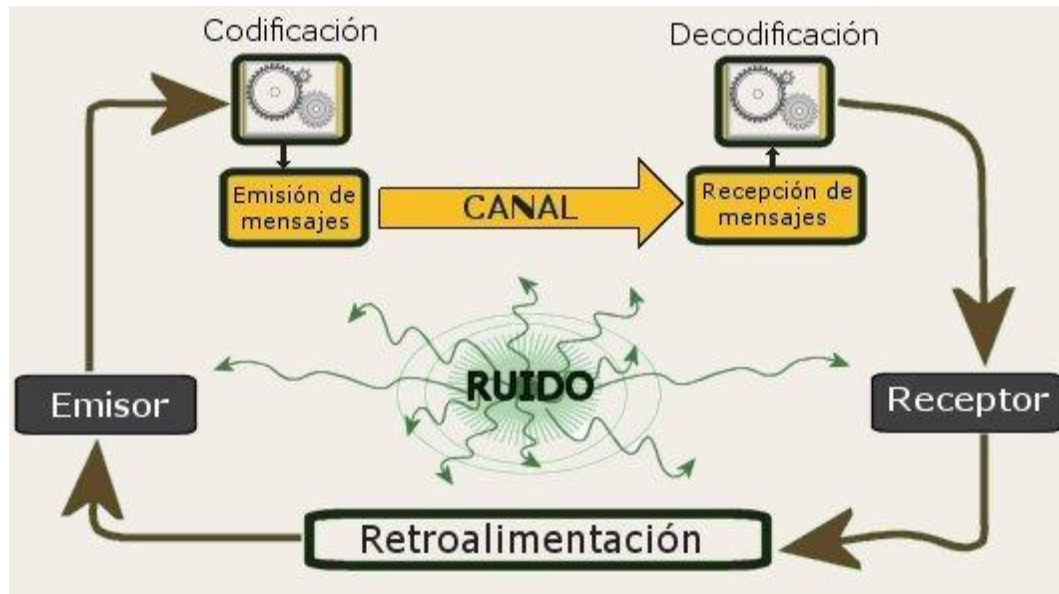 Codificación
Decodificación
Emisión de
mensajes
CANAL
Recepción de
mensajes
RUIDO
Emisor
Receptor
Retroalimentación